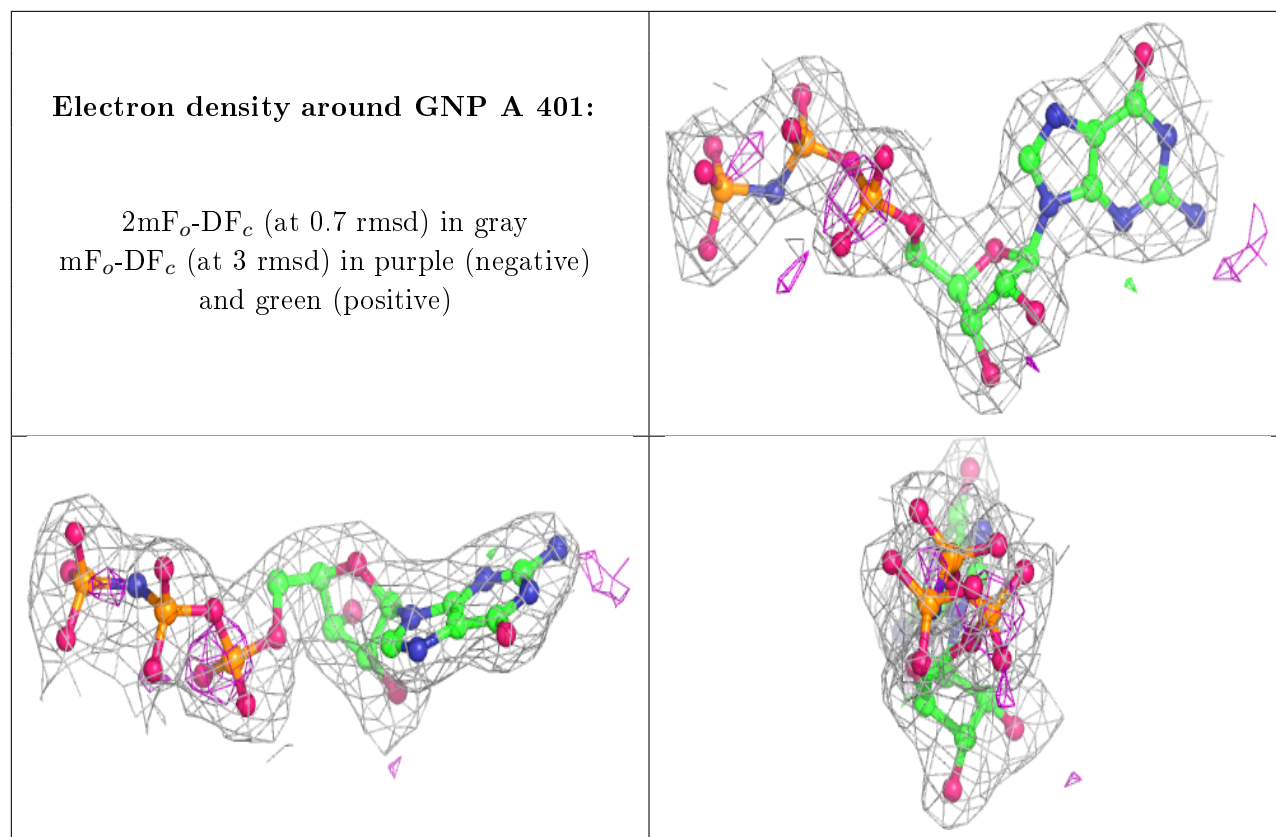 Electron density around GNP A 401:
2mFo-DFc (at 0.7 rmsd) in gray
mFo-DFc (at 3 rmsd) in purple (negative)
and green (positive)